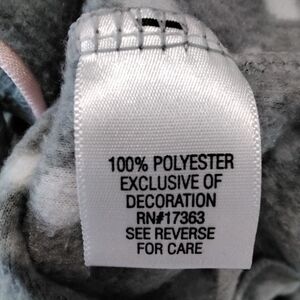 100% POLYESTER
EXCLUSIVE OF
DECORATION
RN#17363
SEE REVERSE
FOR CARE